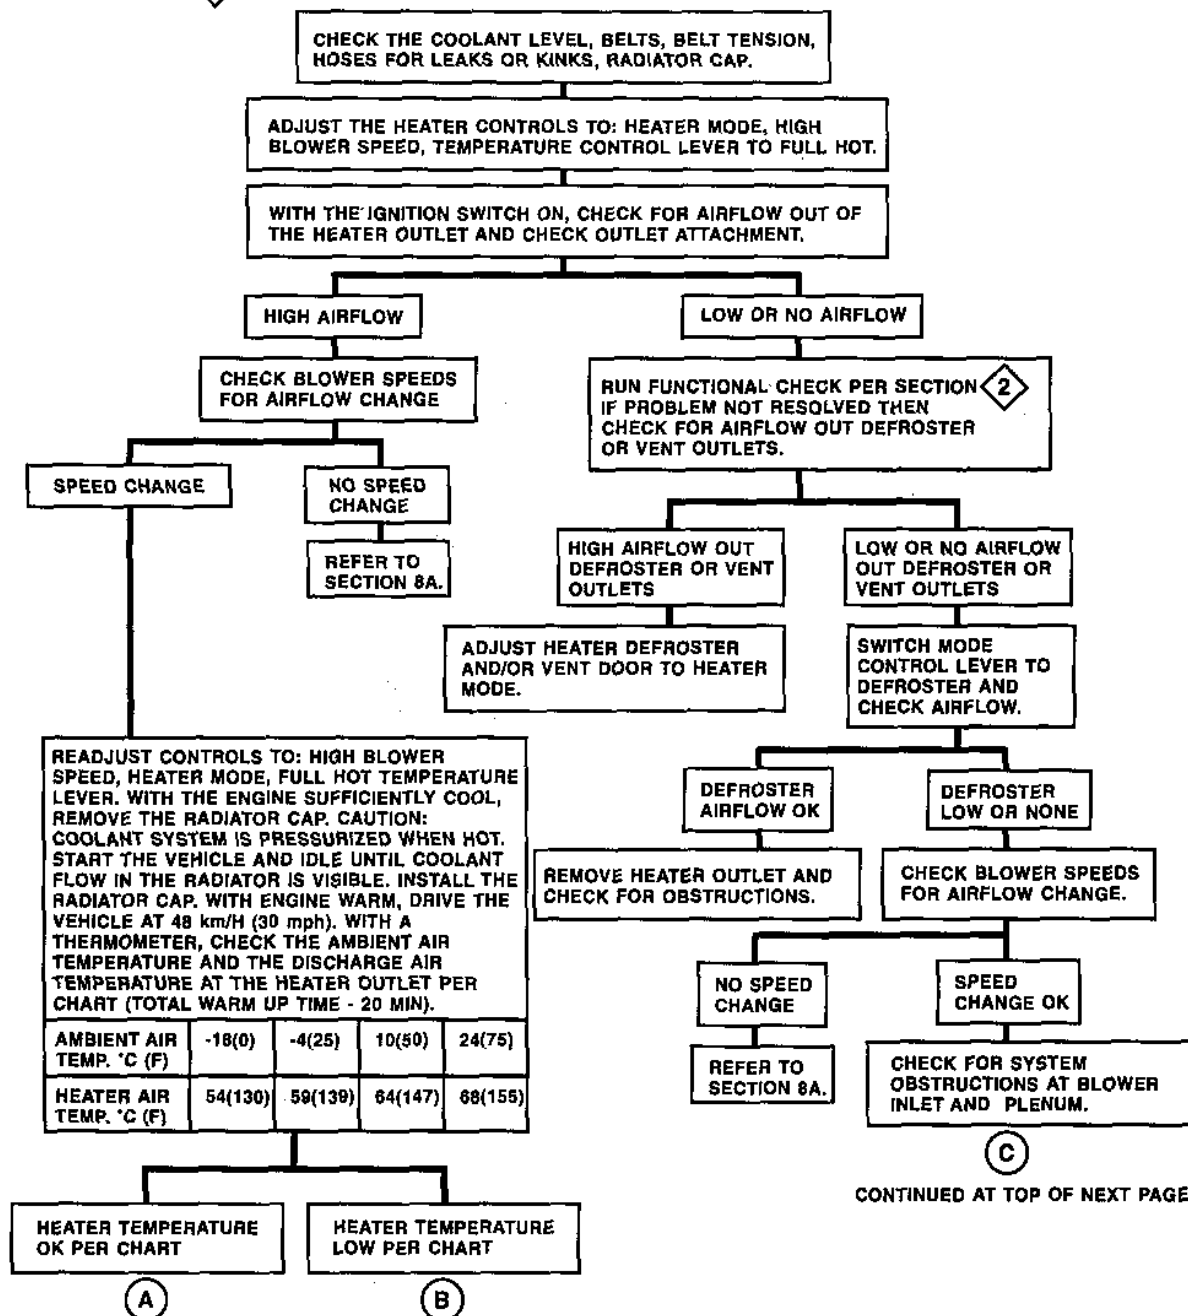 CHECK THE COOLANT LEVEL, BELTS, BELT TENSION,
HOSES FOR LEAKS OR KINKS, RADIATOR CAP.
ADJUST THE HEATER CONTROLS TO: HEATER MODE, HIGH
BLOWER SPEED, TEMPERATURE CONTROL LEVER TO FULL HOT.
WITH THE IGNITION SWITCH ON, CHECK FOR AIRFLOW OUT OF
THE HEATER OUTLET AND CHECK OUTLET ATTACHMENT.
HIGH AIRFLOW
CHECK BLOWER SPEEDS
FOR AIRFLOW CHANGE
SPEED CHANGE
NO SPEED
CHANGE
REFER TO
SECTION 8A.
READJUST CONTROLS TO: HIGH BLOWER
SPEED, HEATER MODE, FULL HOT TEMPERATURE
LEVER. WITH THE ENGINE SUFFICIENTLY COOL,
REMOVE THE RADIATOR CAP. CAUTION:
COOLANT SYSTEM IS PRESSURIZED WHEN HOT.
START THE VEHICLE AND IDLE UNTIL COOLANT
FLOW IN THE RADIATOR IS VISIBLE. INSTALL THE
RADIATOR CAP. WITH ENGINE WARM, DRIVE THE
VEHICLE AT 48 km/H (30 mph). WITH A
THERMOMETER, CHECK THE AMBIENT AIR
TEMPERATURE AND THE DISCHARGE AIR
TEMPERATURE AT THE HEATER OUTLET PER
CHART (TOTAL WARM UP TIME - 20 MIN).
AMBIENT AIR -18(0) -4(25) 10(50) 24(75)
TEMP. °C (F)
HEATER AIR 54(130) 59(139) 64(147) 68(155)
TEMP. °C (F)
HEATER TEMPERATURE
OK PER CHART
A
HEATER TEMPERATURE
LOW PER CHART
B
LOW OR NO AIRFLOW
RUN FUNCTIONAL CHECK PER SECTION 2
IF PROBLEM NOT RESOLVED THEN
CHECK FOR AIRFLOW OUT DEFROSTER
OR VENT OUTLETS.
HIGH AIRFLOW OUT
DEFROSTER OR VENT
OUTLETS
ADJUST HEATER DEFROSTER
AND/OR VENT DOOR TO HEATER
MODE.
LOW OR NO AIRFLOW
OUT DEFROSTER OR
VENT OUTLETS
SWITCH MODE
CONTROL LEVER TO
DEFROSTER AND
CHECK AIRFLOW.
DEFROSTER
AIRFLOW OK
REMOVE HEATER OUTLET AND
CHECK FOR OBSTRUCTIONS.
DEFROSTER
LOW OR NONE
CHECK BLOWER SPEEDS
FOR AIRFLOW CHANGE.
NO SPEED
CHANGE
REFER TO
SECTION 8A.
SPEED
CHANGE OK
CHECK FOR SYSTEM
OBSTRUCTIONS AT BLOWER
INLET AND PLENUM.
C
CONTINUED AT TOP OF NEXT PAGE